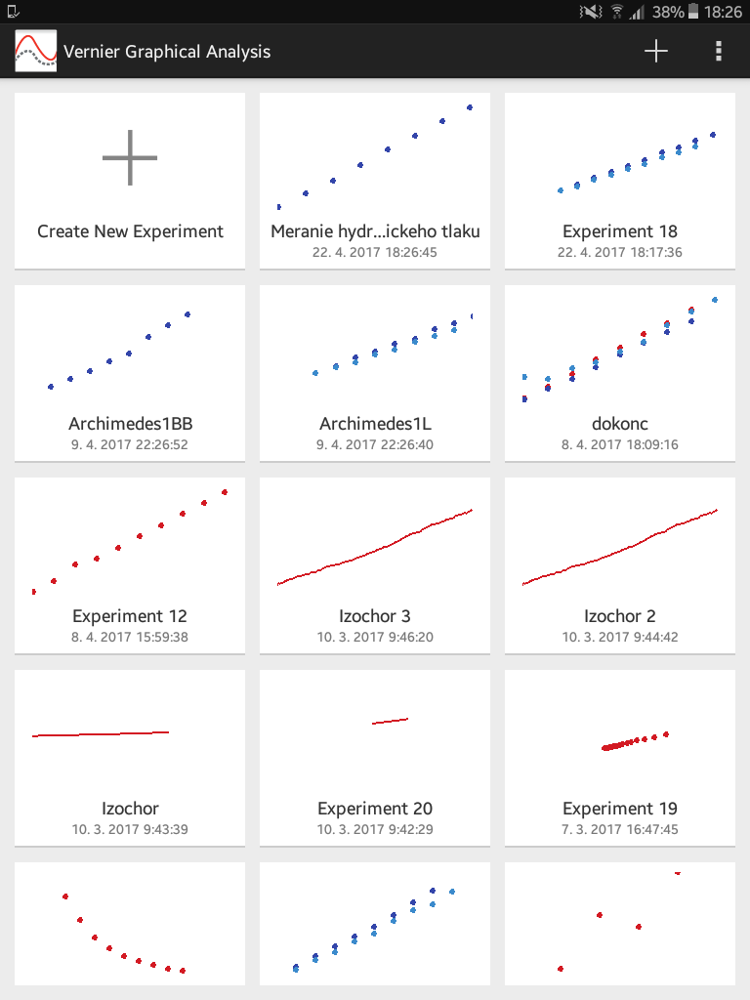 38% 18:26
Vernier Graphical Analysis
Create New Experiment
Meranie hydr...ickeho tlaku
22. 4. 2017 18:26:45
Experiment 18
22. 4. 2017 18:17:36
Archimedes1BB
9. 4. 2017 22:26:52
Archimedes1L
9. 4. 2017 22:26:40
dokonc
8. 4. 2017 18:09:16
Experiment 12
8. 4. 2017 15:59:38
Izochor 3
10. 3. 2017 9:46:20
Izochor 2
10. 3. 2017 9:44:42
Izochor
10. 3. 2017 9:43:39
Experiment 20
10. 3. 2017 9:42:29
Experiment 19
7. 3. 2017 16:47:45